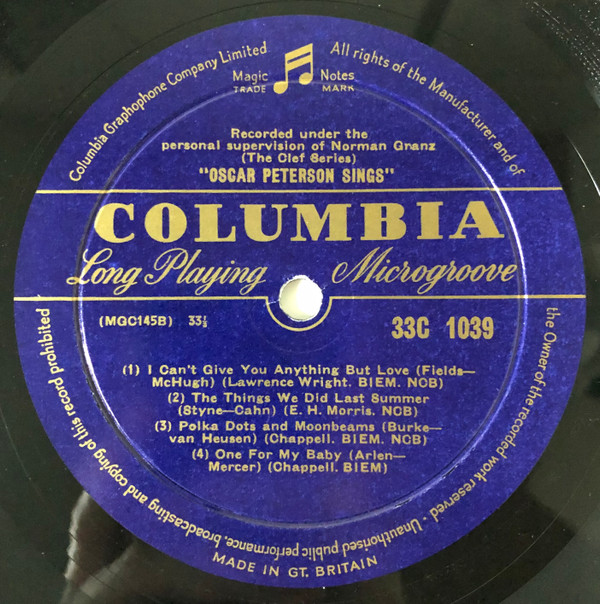 Columbia Graphophone Company Limited
All rights of the Manufacturer and of
the Owner of the recorded work reserved - Unauthorised public performance, broadcasting and copying of this record prohibited
Magic Notes
TRADE MARK
Recorded under the
personal supervision of Norman Granz
(The Clef Series)
"OSCAR PETERSON SINGS"
COLUMBIA
Long Playing Microgroove
(MGC145B) 33⅓
33C 1039
(1) I Can't Give You Anything But Love (Fields—
McHugh) (Lawrence Wright. BIEM. NCB)
(2) The Things We Did Last Summer
(Styne—Cahn) (E. H. Morris. NCB)
(3) Polka Dots and Moonbeams (Burke—
van Heusen) (Chappell. BIEM. NCB)
(4) One For My Baby (Arlen—
Mercer) (Chappell. BIEM)
MADE IN GT. BRITAIN